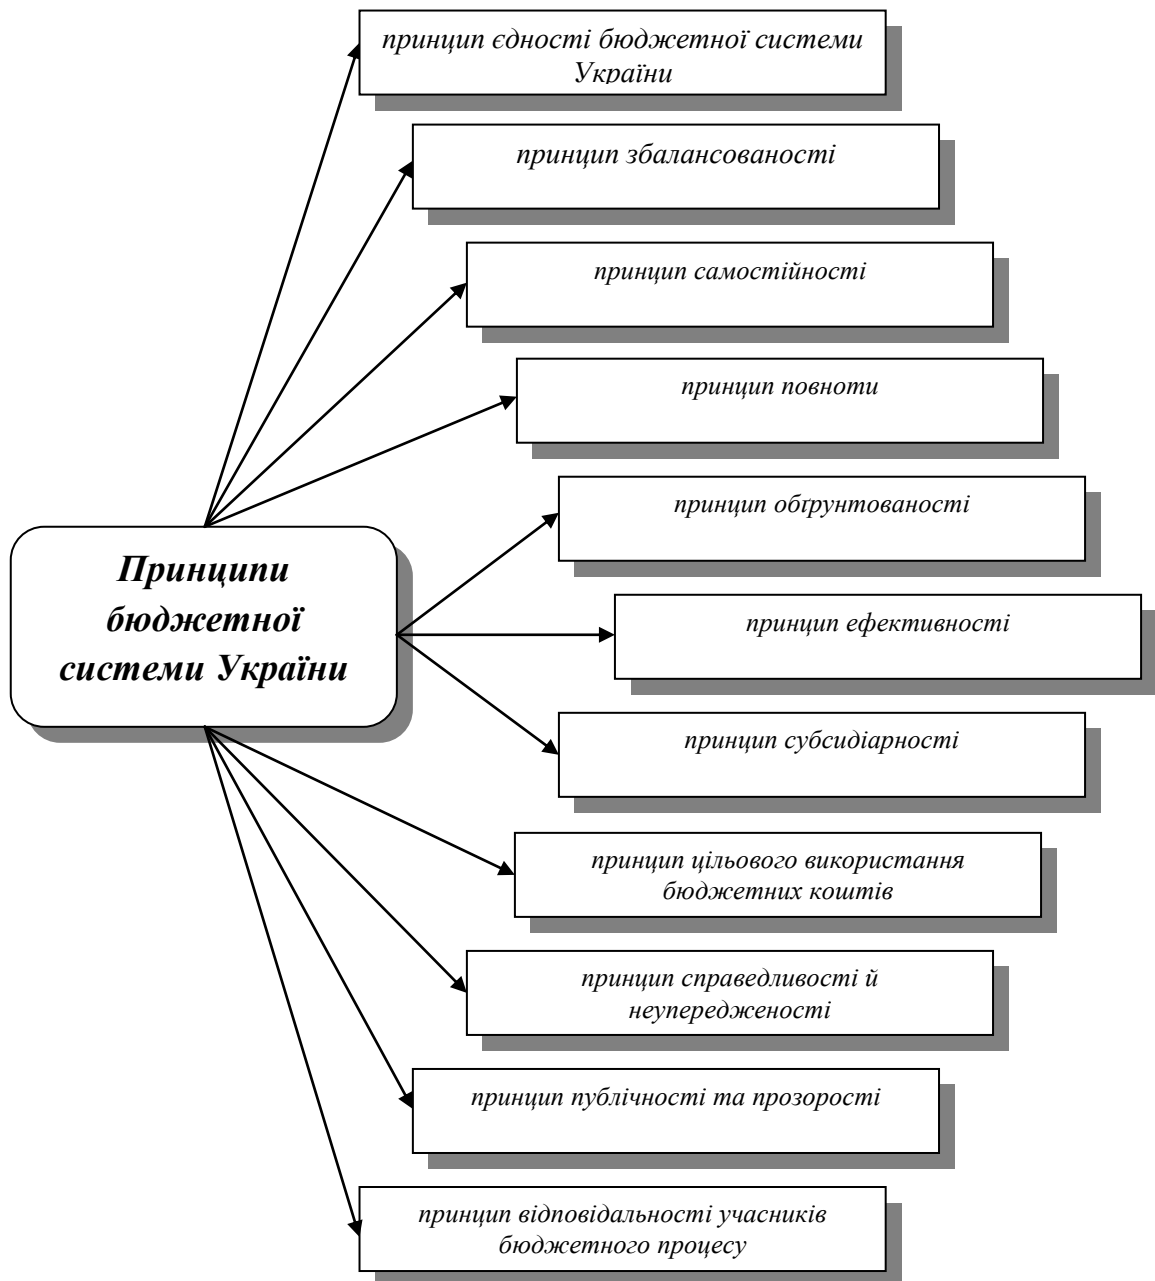 принцип єдності бюджетної системи
України
принцип збалансованості
принцип самостійності
принцип повноти
принцип обґрунтованості
Принципи
бюджетної
системи України
принцип ефективності
принцип субсидіарності
принцип цільового використання
бюджетних коштів
принцип справедливості й
неупередженості
принцип публічності та прозорості
принцип відповідальності учасників
бюджетного процесу